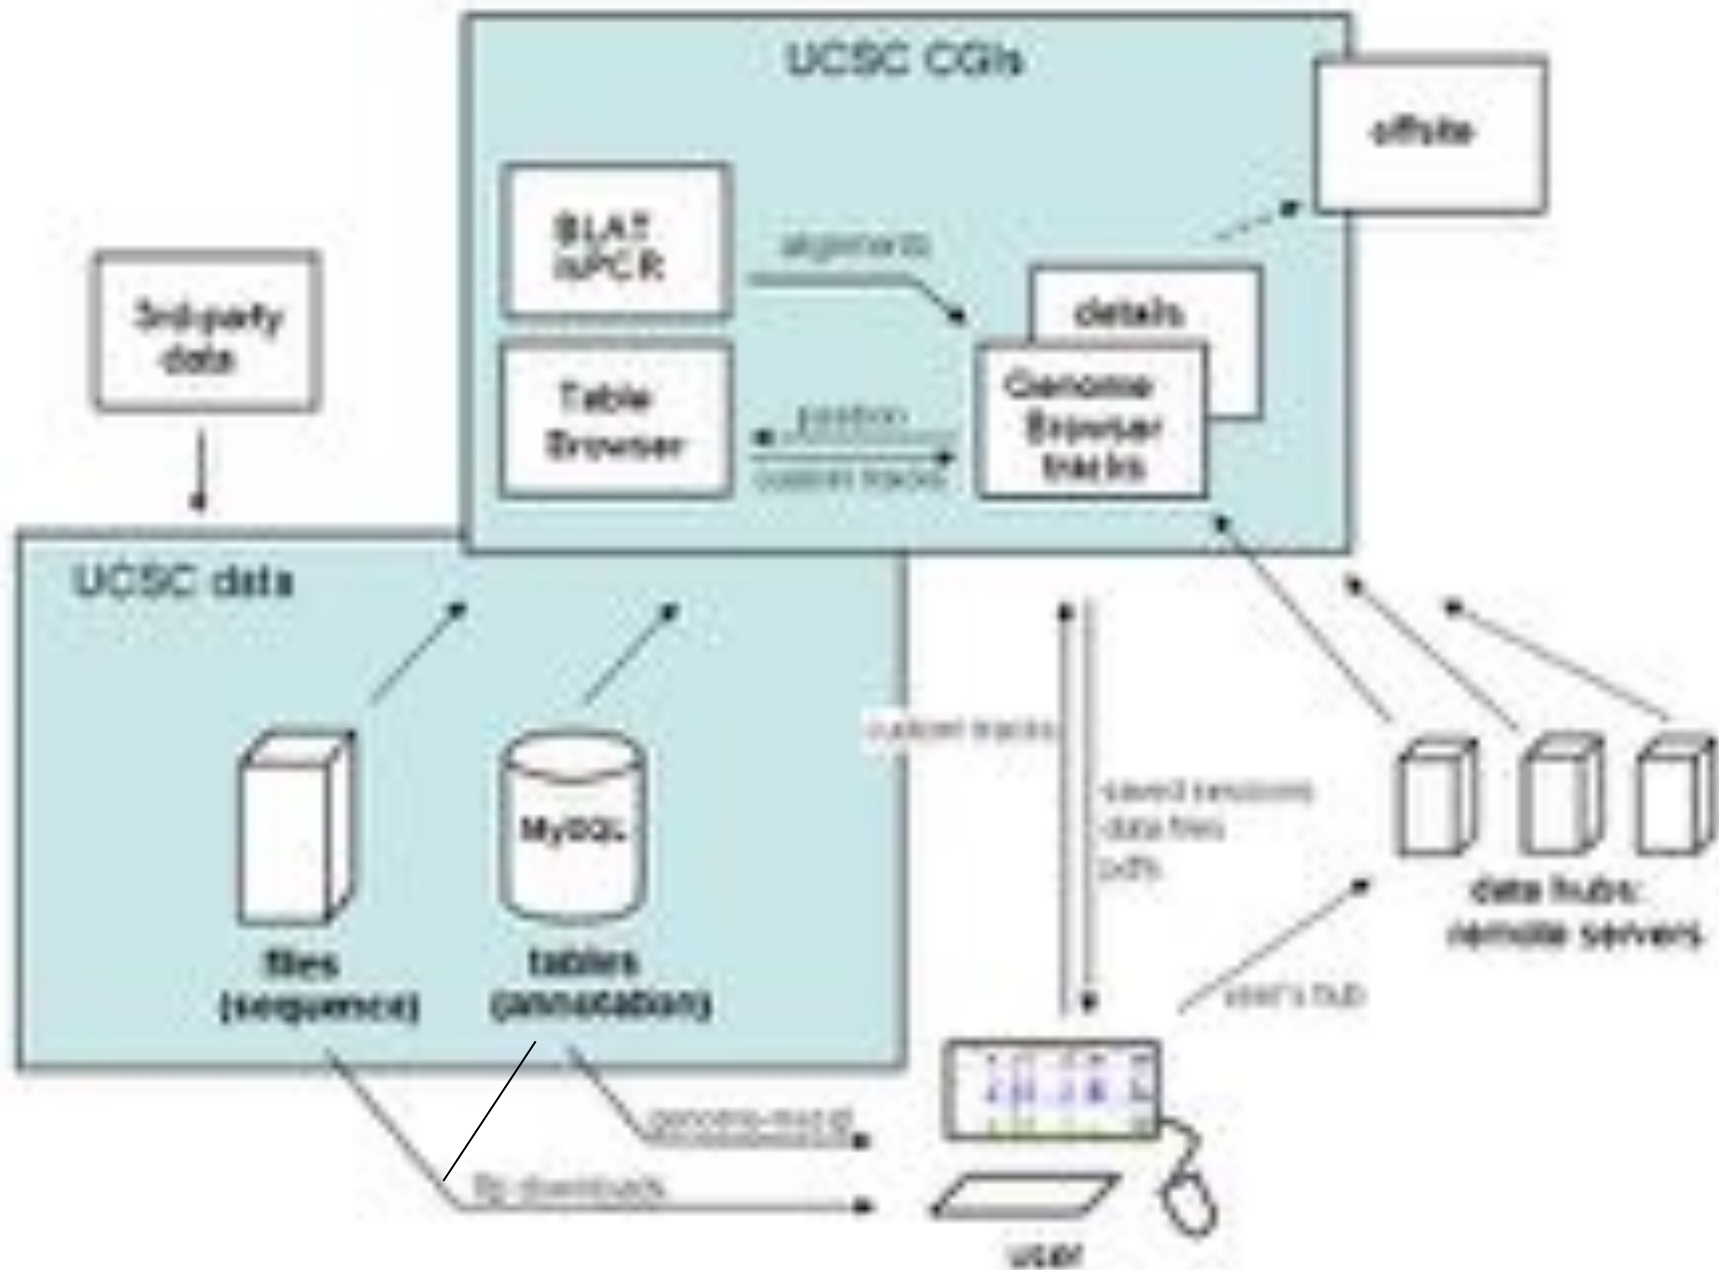 UCSC CGIs
offsite
BLAT
isPCR
alignments
3rd-party
data
details
Table
Browser
position
custom tracks
Genome
Browser
tracks
UCSC data
custom tracks
MySQL
saved sessions
data files
pdfs
data hubs:
remote servers
files
(sequence)
tables
(annotation)
user's hub
genome-mysql
ftp downloads
user